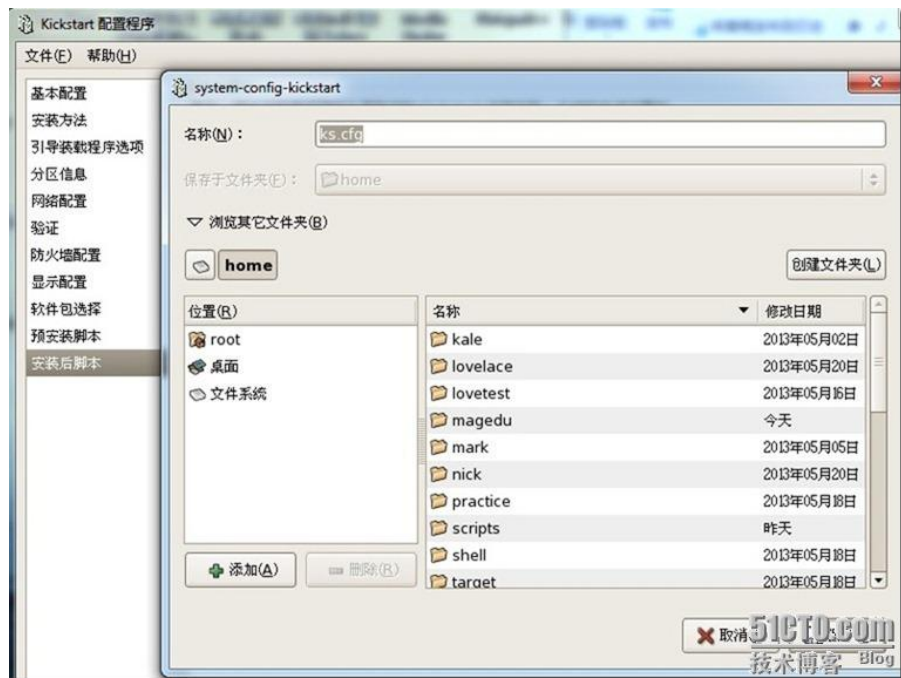 Kickstart 配置程序
文件(F) 帮助(H)
基本配置
安装方法
引导装载程序选项
分区信息
网络配置
验证
防火墙配置
显示配置
软件包选择
预安装脚本
安装后脚本
system-config-kickstart
名称(N)：
ks.cfg
保存于文件夹(F)：
home
浏览其它文件夹(B)
home
创建文件夹(L)
位置(R)
root
桌面
文件系统
名称 修改日期
kale 2013年05月02日
lovelace 2013年05月20日
lovetest 2013年05月16日
magedu 今天
mark 2013年05月05日
nick 2013年05月20日
practice 2013年05月18日
scripts 昨天
shell 2013年05月18日
target 2013年05月18日
添加(A)
删除(R)
取消
51CTO.com
技术博客 Blog